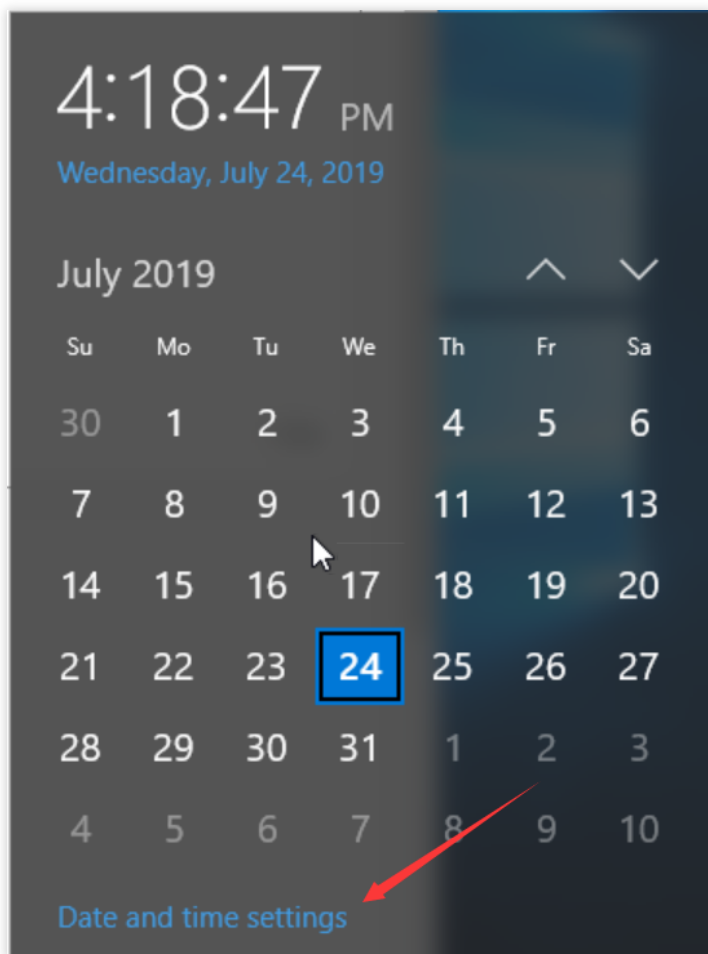 4:18:47 PM
Wednesday, July 24, 2019
July 2019
Su Mo Tu We Th Fr Sa
30 1 2 3 4 5 6
7 8 9 10 11 12 13
14 15 16 17 18 19 20
21 22 23 24 25 26 27
28 29 30 31 1 2 3
4 5 6 7 8 9 10
Date and time settings